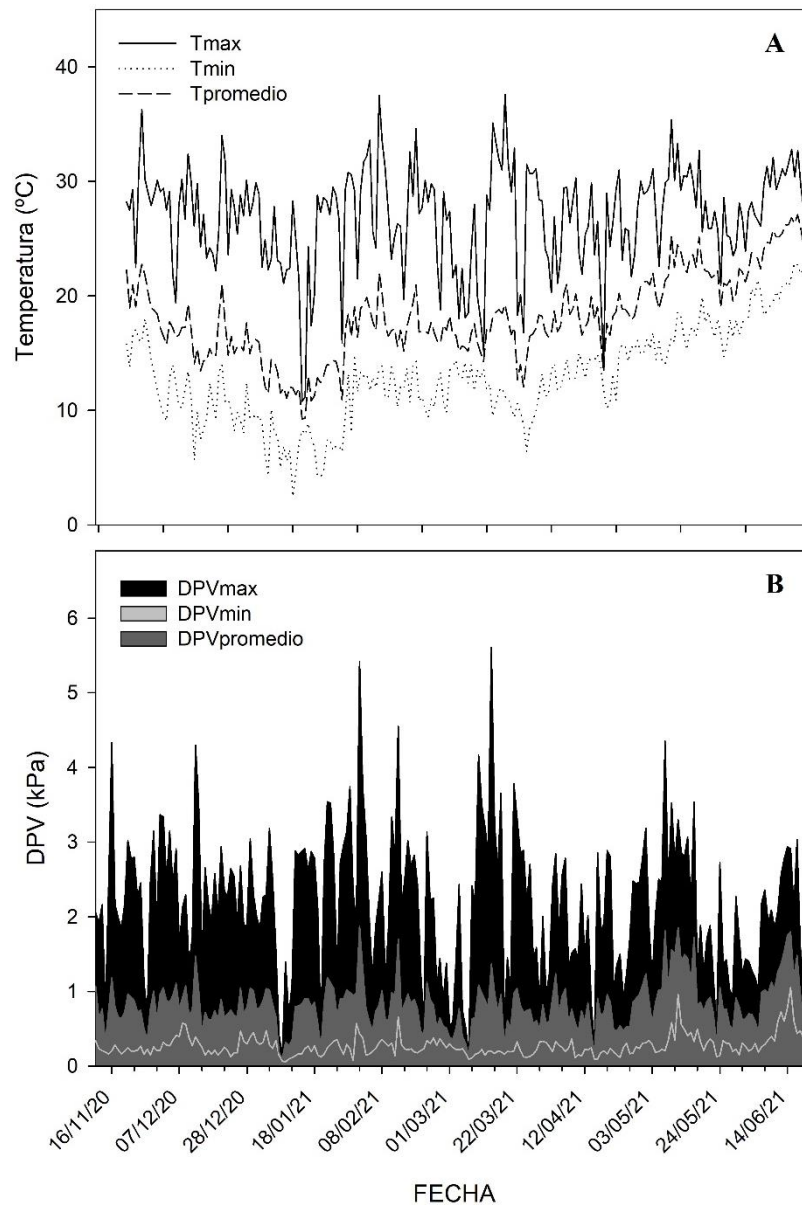 A
Tmax
Tmin
Tpromedio
Temperatura (ºC)
40
30
20
10
0
B
DPVmax
DPVmin
DPVpromedio
DPV (kPa)
6
5
4
3
2
1
0
16/11/20
07/12/20
28/12/20
18/01/21
08/02/21
01/03/21
22/03/21
12/04/21
03/05/21
24/05/21
14/06/21
FECHA